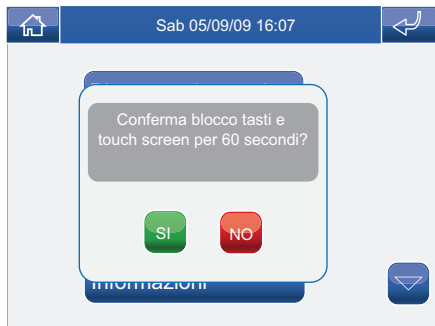 Sab 05/09/09 16:07
Conferma blocco tasti e
touch screen per 60 secondi?
SI
NO
Informazioni